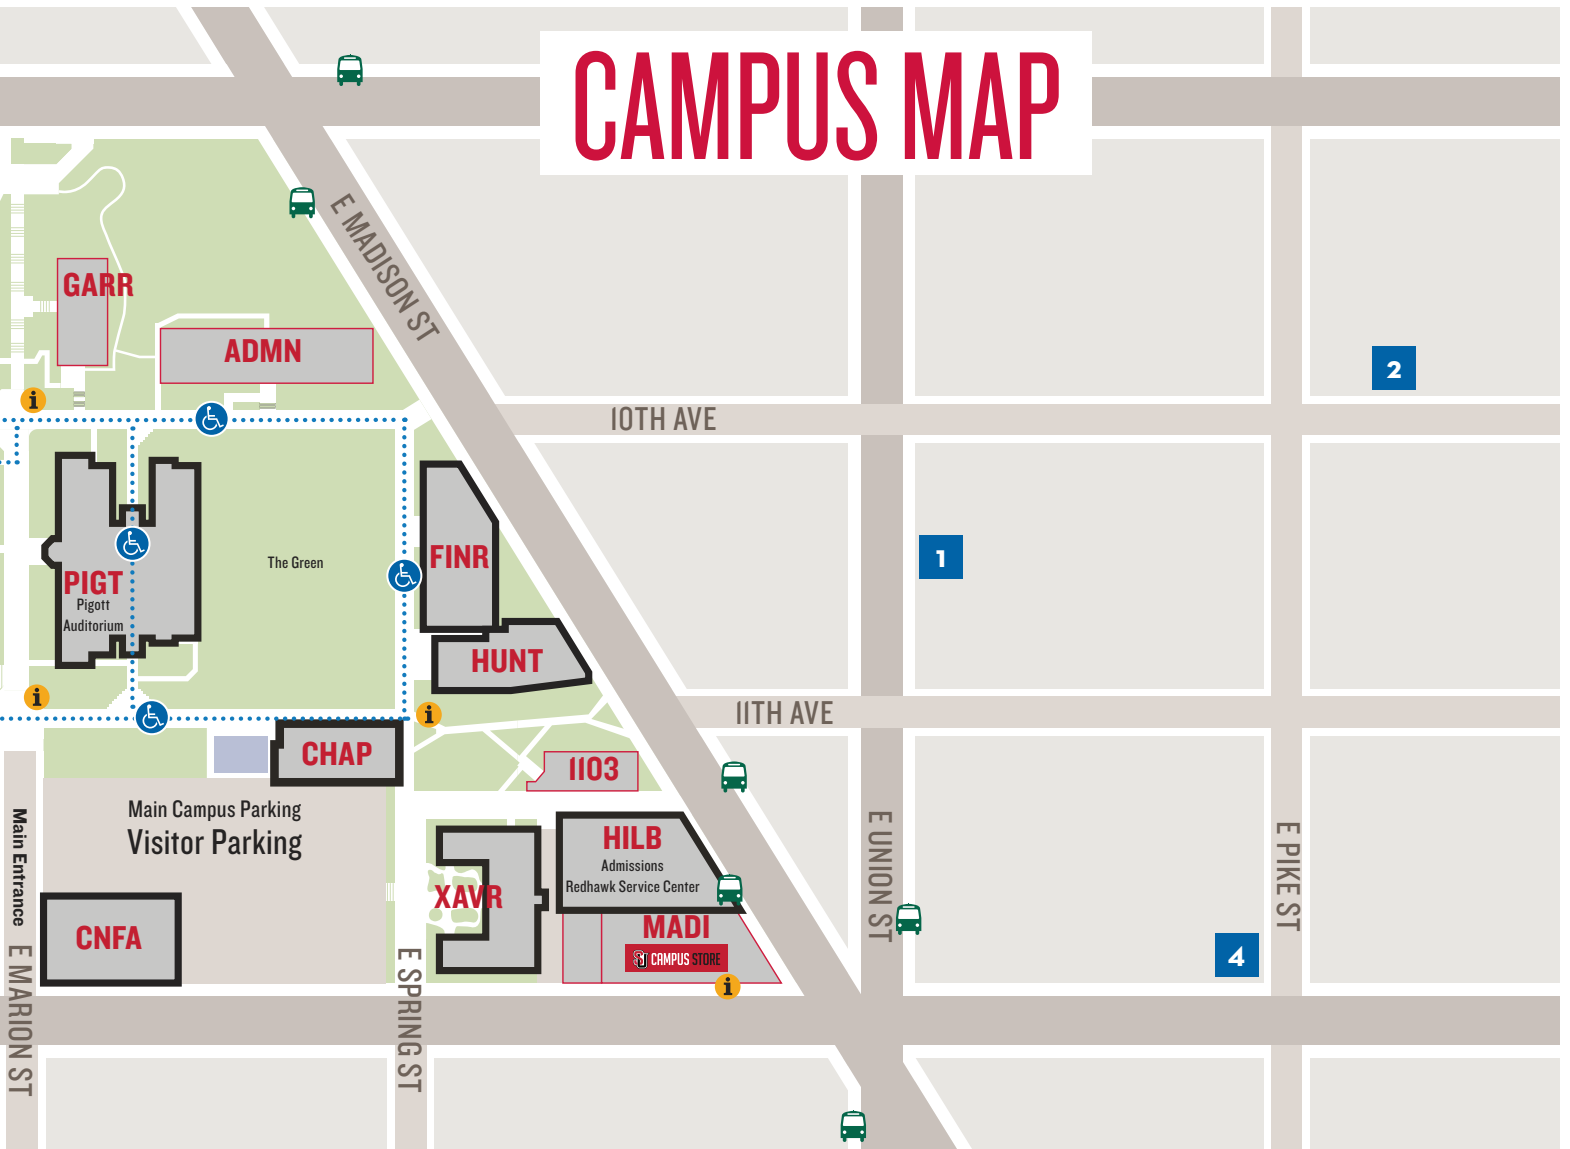 CAMPUS MAP
E MADISON ST
GARR
ADMN
2
i
10TH AVE
FINR
1
The Green
PIGT
Pigott
Auditorium
HUNT
i
i
11TH AVE
CHAP
1103
Main Campus Parking
Visitor Parking
Main Entrance
HILB
Admissions
Redhawk Service Center
E UNION ST
E PIKE ST
XAVR
MADI
CNFA
SU CAMPUS STORE
4
i
E MARION ST
E SPRING ST